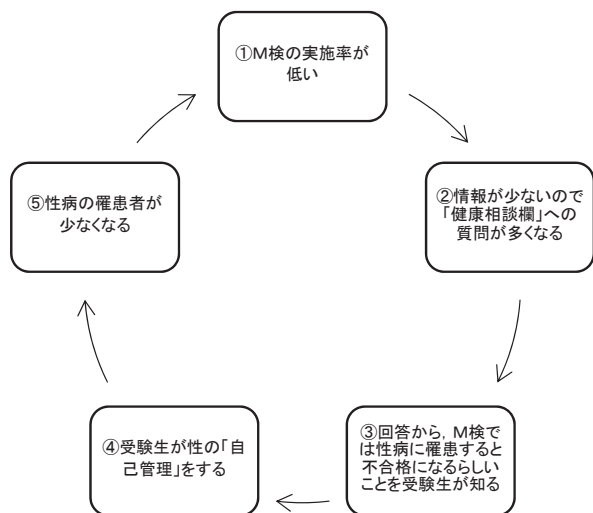 ①M検の実施率が
低い
②情報が少ないので
「健康相談欄」への
質問が多くなる
③回答から，M検で
は性病に罹患すると
不合格になるらしい
ことを受験生が知る
④受験生が性の「自
己管理」をする
⑤性病の罹患者が
少なくなる